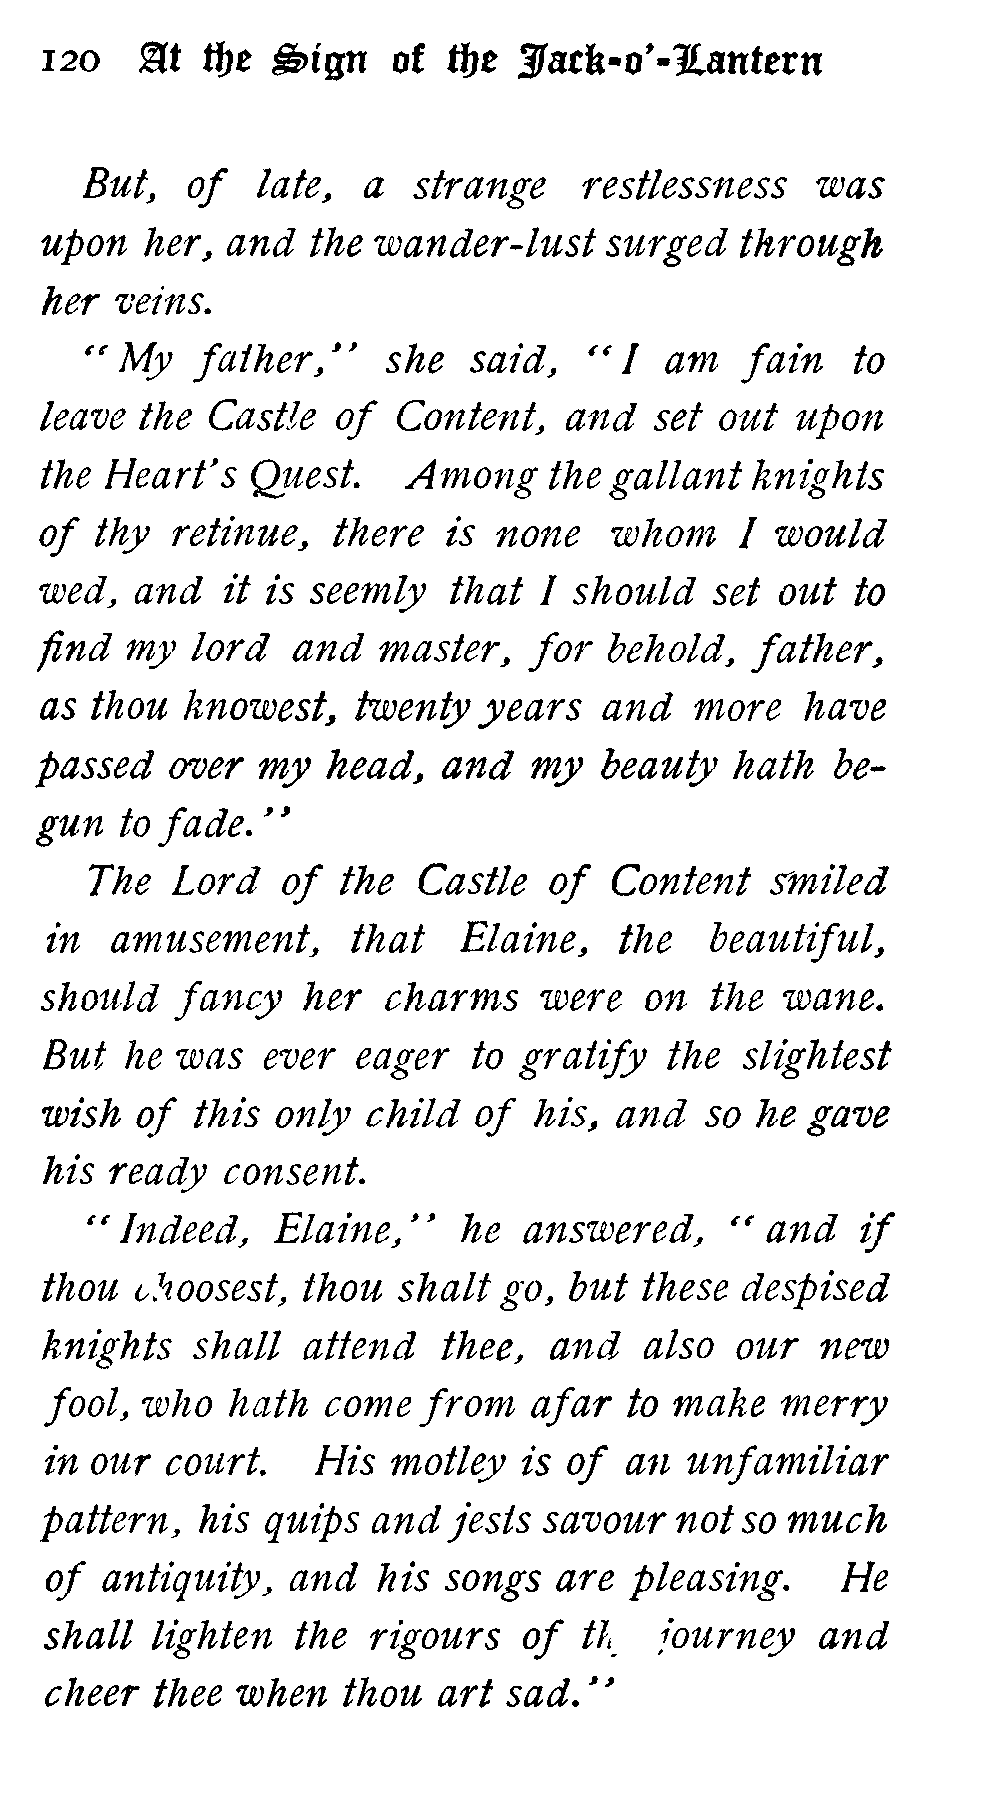 120 At the Sign of the Jack-o'-Lantern
But, of late, a strange restlessness was
upon her, and the wander-lust surged through
her veins.
"My father," she said, "I am fain to
leave the Castle of Content, and set out upon
the Heart's Quest. Among the gallant knights
of thy retinue, there is none whom I would
wed, and it is seemly that I should set out to
find my lord and master, for behold, father,
as thou knowest, twenty years and more have
passed over my head, and my beauty hath be-
gun to fade."
The Lord of the Castle of Content smiled
in amusement, that Elaine, the beautiful,
should fancy her charms were on the wane.
But he was ever eager to gratify the slightest
wish of this only child of his, and so he gave
his ready consent.
"Indeed, Elaine," he answered, "and if
thou choosest, thou shalt go, but these despised
knights shall attend thee, and also our new
fool, who hath come from afar to make merry
in our court. His motley is of an unfamiliar
pattern, his quips and jests savour not so much
of antiquity, and his songs are pleasing. He
shall lighten the rigours of th journey and
cheer thee when thou art sad."